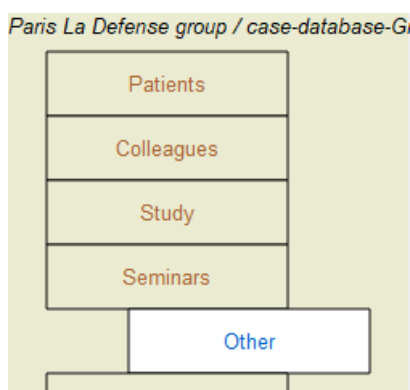 Paris La Defense group / case-database-G
Patients
Colleagues
Study
Seminars
Other